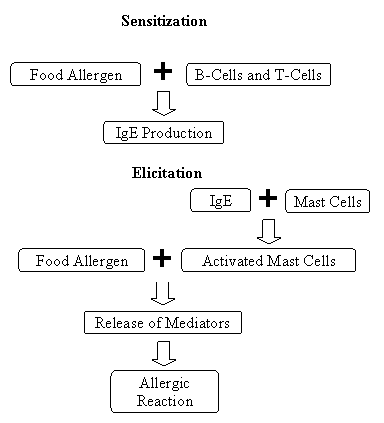 Sensitization
Food Allergen + B-Cells and T-Cells
IgE Production
Elicitation
IgE + Mast Cells
Food Allergen + Activated Mast Cells
Release of Mediators
Allergic
Reaction